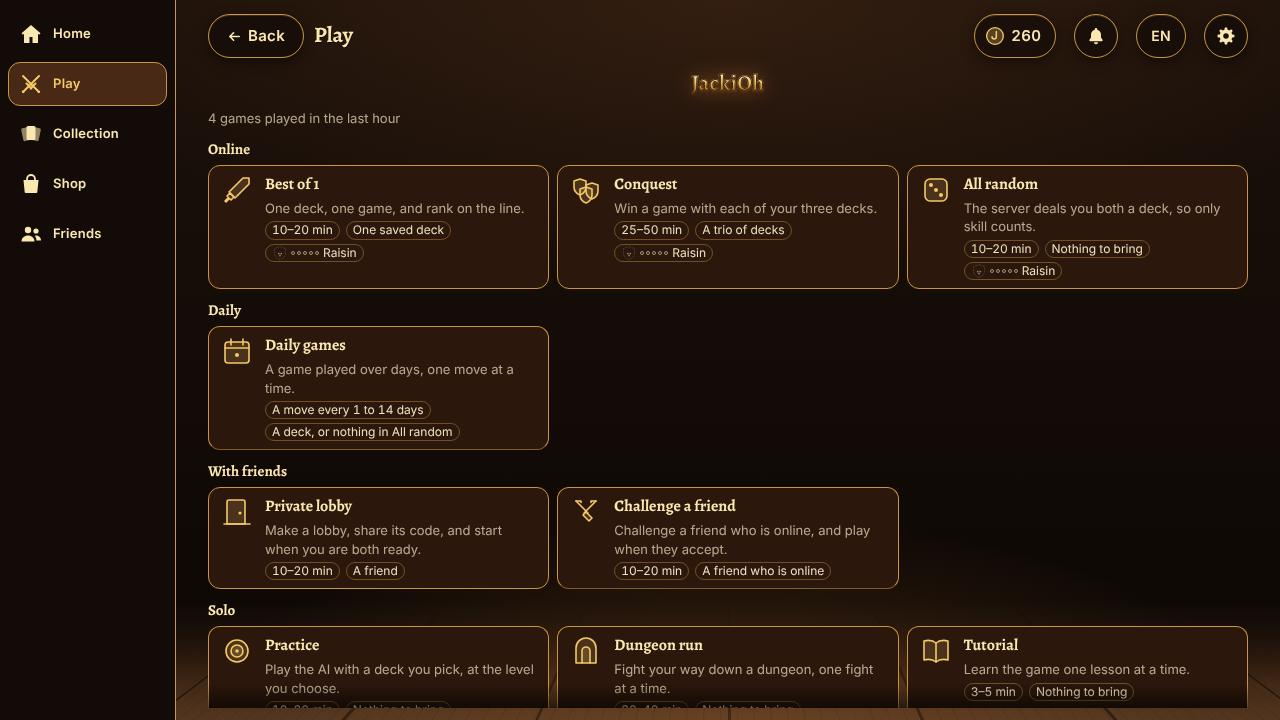 Home
Play
Collection
Shop
Friends
← Back
Play
J 260
EN
JackiOh
4 games played in the last hour
Online
Best of 1
One deck, one game, and rank on the line.
10–20 min
One saved deck
Raisin
Conquest
Win a game with each of your three decks.
25–50 min
A trio of decks
Raisin
All random
The server deals you both a deck, so only
skill counts.
10–20 min
Nothing to bring
Raisin
Daily
Daily games
A game played over days, one move at a
time.
A move every 1 to 14 days
A deck, or nothing in All random
With friends
Private lobby
Make a lobby, share its code, and start
when you are both ready.
10–20 min
A friend
Challenge a friend
Challenge a friend who is online, and play
when they accept.
10–20 min
A friend who is online
Solo
Practice
Play the AI with a deck you pick, at the level
you choose.
Nothing to bring
Dungeon run
Fight your way down a dungeon, one fight
at a time.
Nothing to bring
Tutorial
Learn the game one lesson at a time.
3–5 min
Nothing to bring